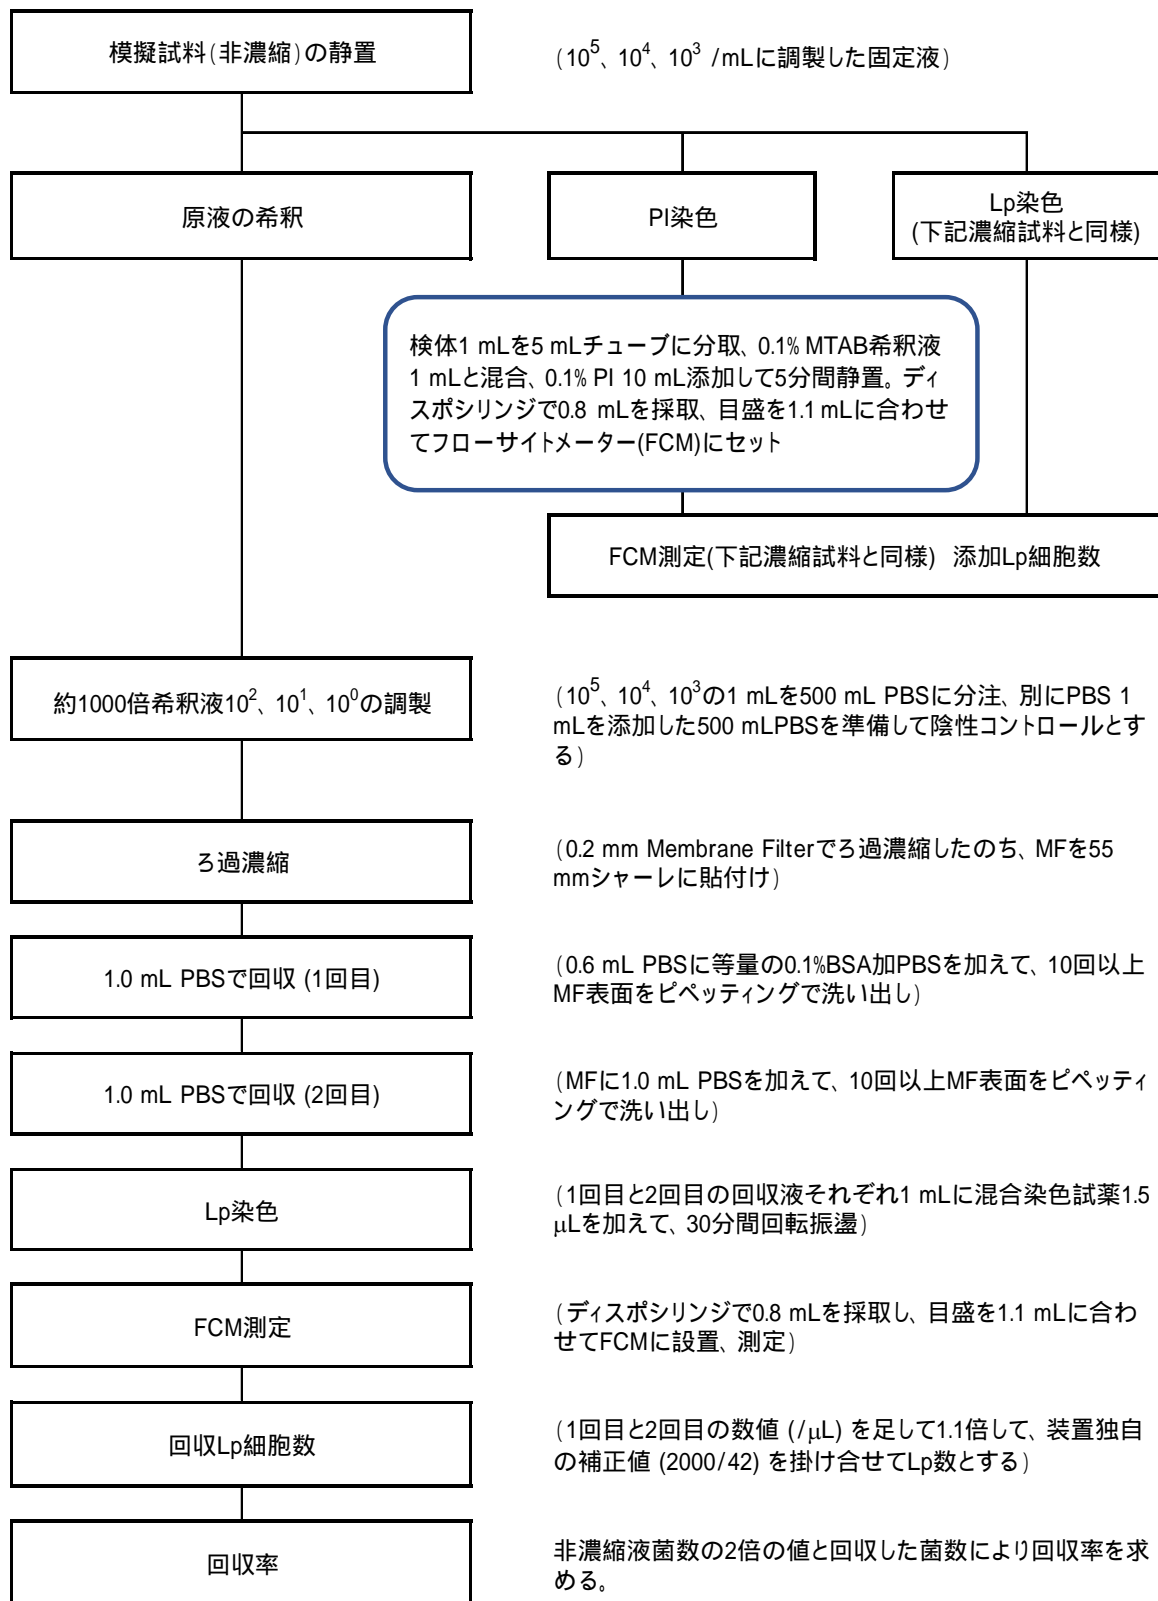 模擬試料(非濃縮)の静置
(10^5、10^4、10^3 /mLに調製した固定液)
原液の希釈
PI染色
Lp染色
(下記濃縮試料と同様)
検体1 mLを5 mLチューブに分取、0.1% MTAB希釈液
1 mLと混合、0.1% PI 10 mL添加して5分間静置。ディ
スポシリンジで0.8 mLを採取、目盛を1.1 mLに合わせ
てフローサイトメーター(FCM)にセット
FCM測定(下記濃縮試料と同様) 添加Lp細胞数
約1000倍希釈液10^2、10^1、10^0の調製
(10^5、10^4、10^3の1 mLを500 mL PBSに分注、別にPBS 1
mLを添加した500 mLPBSを準備して陰性コントロールとす
る)
ろ過濃縮
(0.2 mm Membrane Filterでろ過濃縮したのち、MFを55
mmシャーレに貼付け)
1.0 mL PBSで回収 (1回目)
(0.6 mL PBSに等量の0.1%BSA加PBSを加えて、10回以上
MF表面をピペッティングで洗い出し)
1.0 mL PBSで回収 (2回目)
(MFに1.0 mL PBSを加えて、10回以上MF表面をピペッティ
ングで洗い出し)
Lp染色
(1回目と2回目の回収液それぞれ1 mLに混合染色試薬1.5
μLを加えて、30分間回転振盪)
FCM測定
(ディスポシリンジで0.8 mLを採取し、目盛を1.1 mLに合わ
せてFCMに設置、測定)
回収Lp細胞数
(1回目と2回目の数値 (/μL) を足して1.1倍して、装置独自
の補正値 (2000/42) を掛け合せてLp数とする)
回収率
非濃縮液菌数の2倍の値と回収した菌数により回収率を求
める。